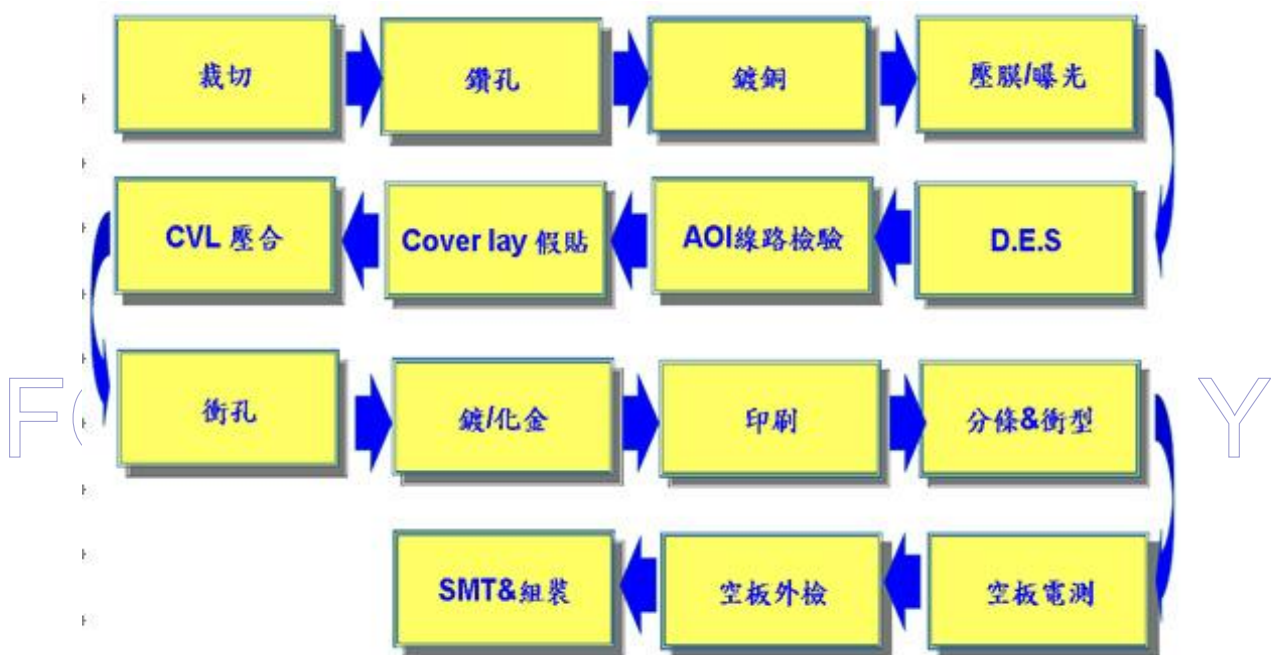 裁切
鑽孔
鍍銅
壓膜/曝光
CVL 壓合
Cover lay 假貼
AOI線路檢驗
D.E.S
衝孔
鍍/化金
印刷
分條&衝型
SMT&組裝
空板外檢
空板電測